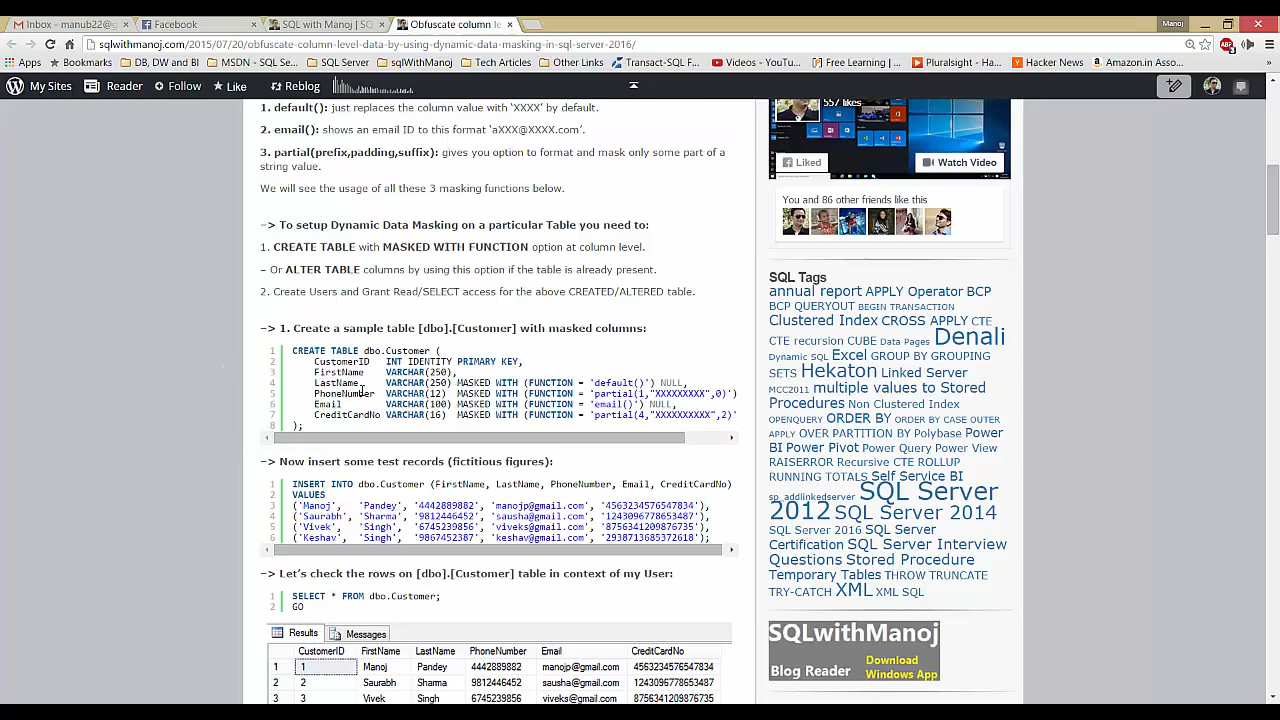 Inbox - manub22@g
Facebook
SQL with Manoj | SQ
Obfuscate column le
Manoj
sqlwithmanoj.com/2015/07/20/obfuscate-column-level-data-by-using-dynamic-data-masking-in-sql-server-2016/
Apps
Bookmarks
DB, DW and BI
MSDN - SQL Se...
SQL Server
sqlWithManoj
Tech Articles
Other Links
Transact-SQL F...
Videos - YouTu...
Free Learning | ...
Pluralsight - Ha...
Hacker News
Amazon.in Asso...
My Sites
Reader
Follow
Like
Reblog
1. default(): just replaces the column value with ‘XXXX’ by default.
2. email(): shows an email ID to this format ‘aXXX@XXXX.com’.
3. partial(prefix,padding,suffix): gives you option to format and mask only some part of a
string value.
We will see the usage of all these 3 masking functions below.
–> To setup Dynamic Data Masking on a particular Table you need to:
1. CREATE TABLE with MASKED WITH FUNCTION option at column level.
– Or ALTER TABLE columns by using this option if the table is already present.
2. Create Users and Grant Read/SELECT access for the above CREATED/ALTERED table.
–> 1. Create a sample table [dbo].[Customer] with masked columns:
1 CREATE TABLE dbo.Customer (
2 CustomerID INT IDENTITY PRIMARY KEY,
3 FirstName VARCHAR(250),
4 LastName VARCHAR(250) MASKED WITH (FUNCTION = 'default()') NULL,
5 PhoneNumber VARCHAR(12) MASKED WITH (FUNCTION = 'partial(1,"XXXXXXXXX",0)')
6 Email VARCHAR(100) MASKED WITH (FUNCTION = 'email()') NULL,
7 CreditCardNo VARCHAR(16) MASKED WITH (FUNCTION = 'partial(4,"XXXXXXXXXX",2)'
8 );
–> Now insert some test records (fictitious figures):
1 INSERT INTO dbo.Customer (FirstName, LastName, PhoneNumber, Email, CreditCardNo)
2 VALUES
3 ('Manoj', 'Pandey', '4442889882', 'manojp@gmail.com', '4563234576547834'),
4 ('Saurabh', 'Sharma', '9812446452', 'sausha@gmail.com', '1243096778653487'),
5 ('Vivek', 'Singh', '6745239856', 'viveks@gmail.com', '8756341209876735'),
6 ('Keshav', 'Singh', '9867452387', 'keshav@gmail.com', '2938713685372618');
–> Let’s check the rows on [dbo].[Customer] table in context of my User:
1 SELECT * FROM dbo.Customer;
2 GO
Results Messages
CustomerID FirstName LastName PhoneNumber Email CreditCardNo
1 1 Manoj Pandey 4442889882 manojp@gmail.com 4563234576547834
2 2 Saurabh Sharma 9812446452 sausha@gmail.com 1243096778653487
3 3 Vivek Singh 6745239856 viveks@gmail.com 8756341209876735
557 likes
Liked
Watch Video
You and 86 other friends like this
SQL Tags
annual report APPLY Operator BCP
BCP QUERYOUT BEGIN TRANSACTION
Clustered Index CROSS APPLY CTE
CTE recursion CUBE Data Pages Denali
Dynamic SQL Excel GROUP BY GROUPING
SETS Hekaton Linked Server
MCC2011 multiple values to Stored
Procedures Non Clustered Index
OPENQUERY ORDER BY ORDER BY CASE OUTER
APPLY OVER PARTITION BY Polybase Power
BI Power Pivot Power Query Power View
RAISERROR Recursive CTE ROLLUP
RUNNING TOTALS Self Service BI
sp_addlinkedserver SQL Server
2012 SQL Server 2014
SQL Server 2016 SQL Server
Certification SQL Server Interview
Questions Stored Procedure
Temporary Tables THROW TRUNCATE
TRY-CATCH XML XML SQL
SQLwithManoj
Blog Reader
Download
Windows App